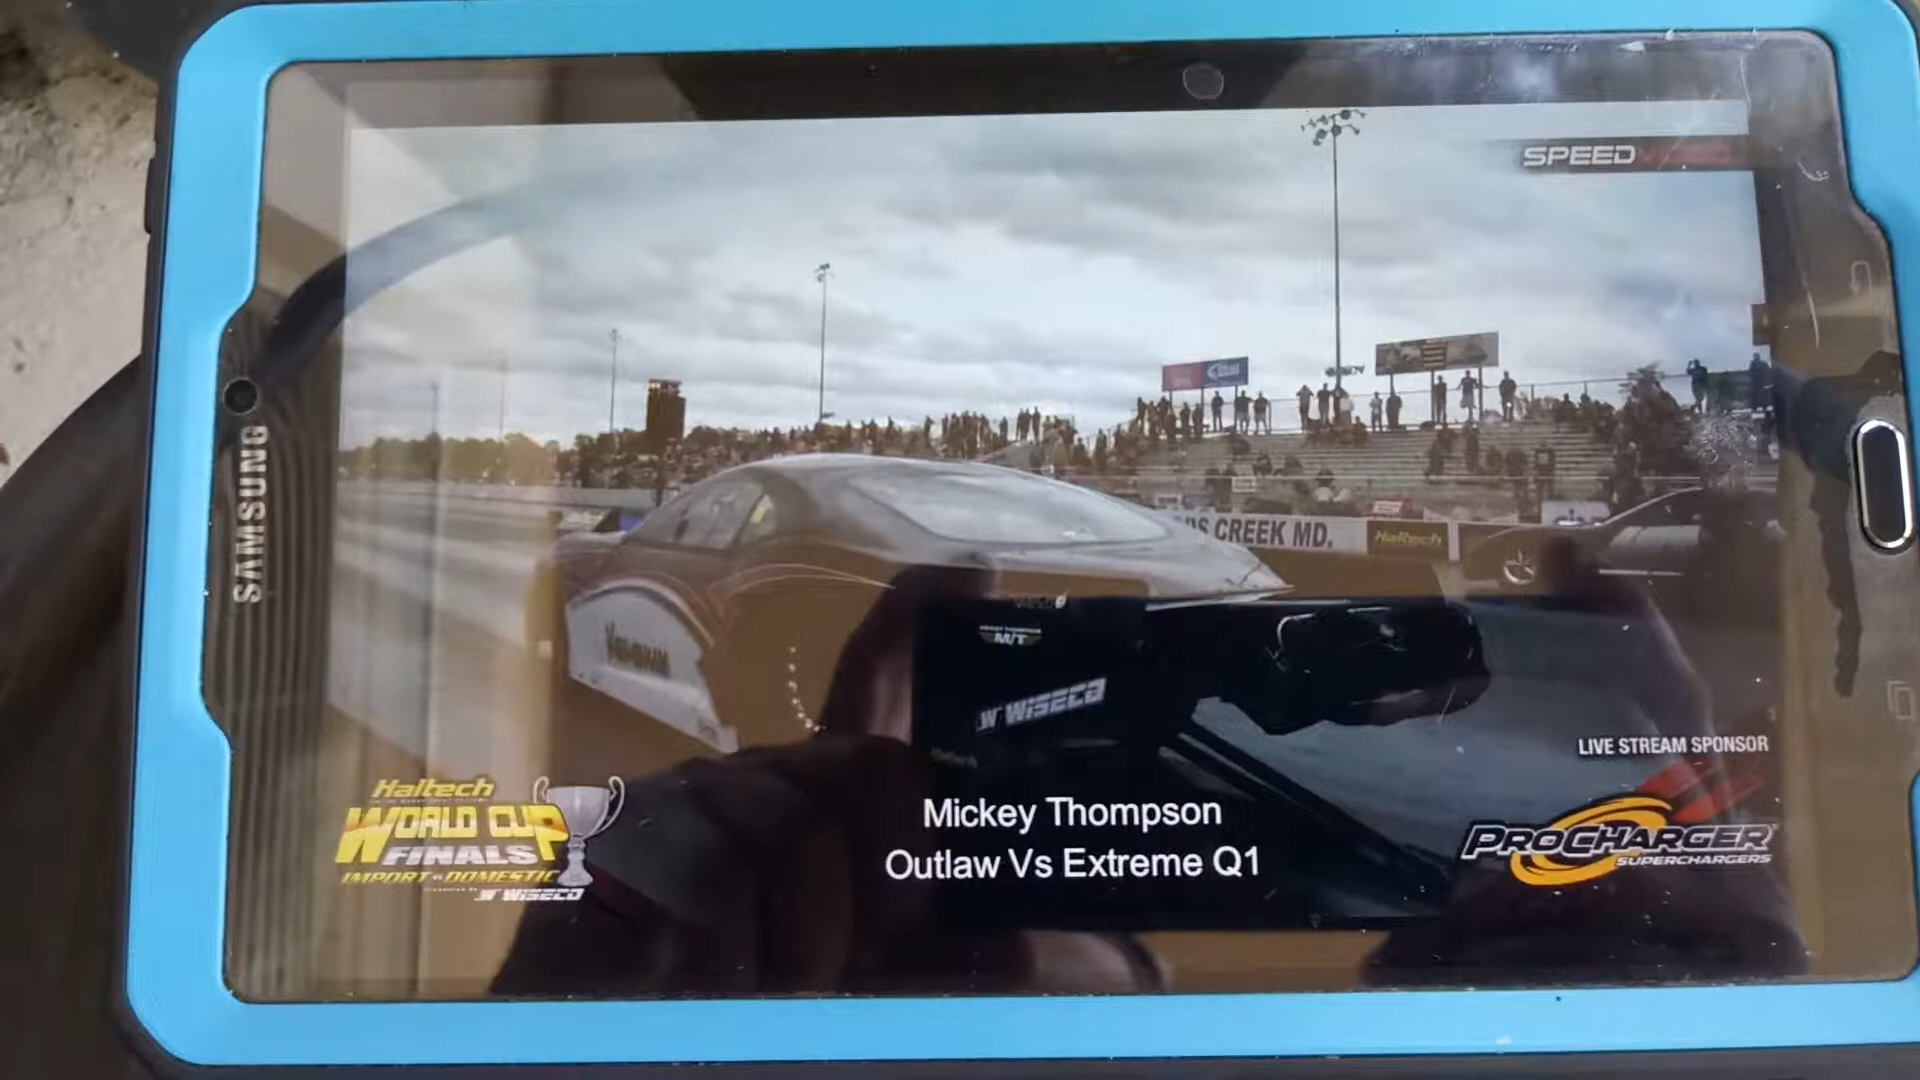 SPEED
SAMSUNG
CREEK MD.
Haltech
M/T
WISECO
LIVE STREAM SPONSOR
Haltech
WORLD CUP
FINALS
IMPORT vs DOMESTIC
WISECO
Mickey Thompson
Outlaw Vs Extreme Q1
PROCHARGER
SUPERCHARGERS